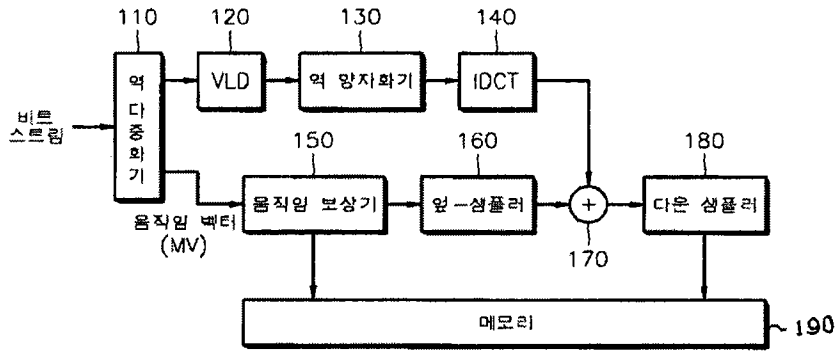 110
120
130
140
역다중화기
VLD
역 양자화기
IDCT
비트
스트림
150
160
180
움직임 보상기
엎-샘플러
+
다운 샘플러
움직임 벡터
(MV)
170
메모리
190